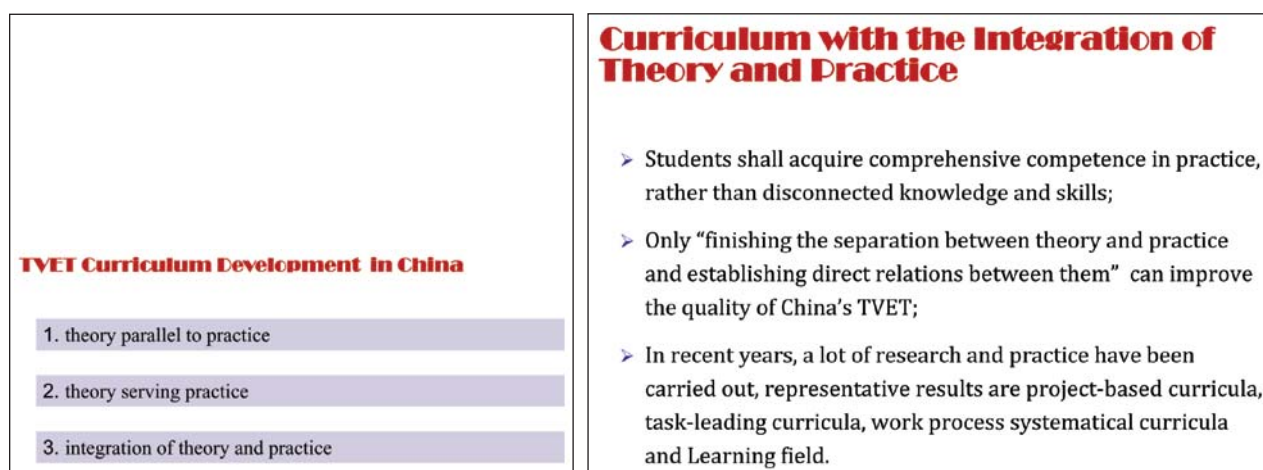 TVET Curriculum Development in China
1. theory parallel to practice
2. theory serving practice
3. integration of theory and practice
Curriculum with the Integration of
Theory and Practice
➢ Students shall acquire comprehensive competence in practice,
rather than disconnected knowledge and skills;
➢ Only “finishing the separation between theory and practice
and establishing direct relations between them” can improve
the quality of China’s TVET;
➢ In recent years, a lot of research and practice have been
carried out, representative results are project-based curricula,
task-leading curricula, work process systematical curricula
and Learning field.